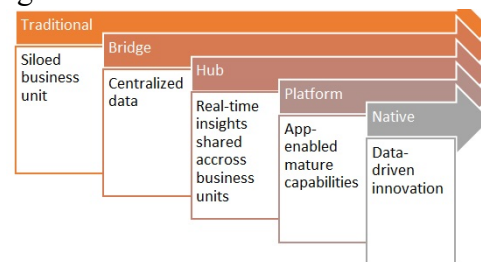 Traditional
Siloed
business
unit
Bridge
Centralized
data
Hub
Real-time
insights
shared
accross
business
units
Platform
App-
enabled
mature
capabilities
Native
Data-
driven
innovation